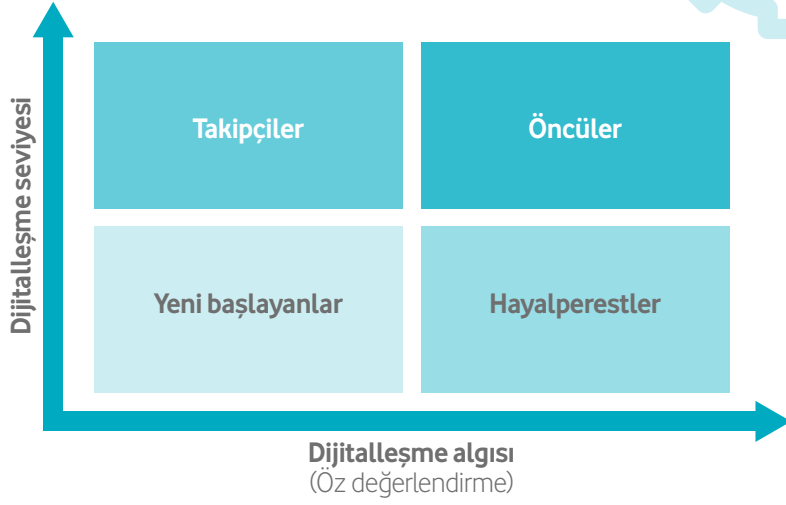 Dijitalleşme seviyesi
Takipçiler
Öncüler
Yeni başlayanlar
Hayalperestler
Dijitalleşme algısı
(Öz değerlendirme)